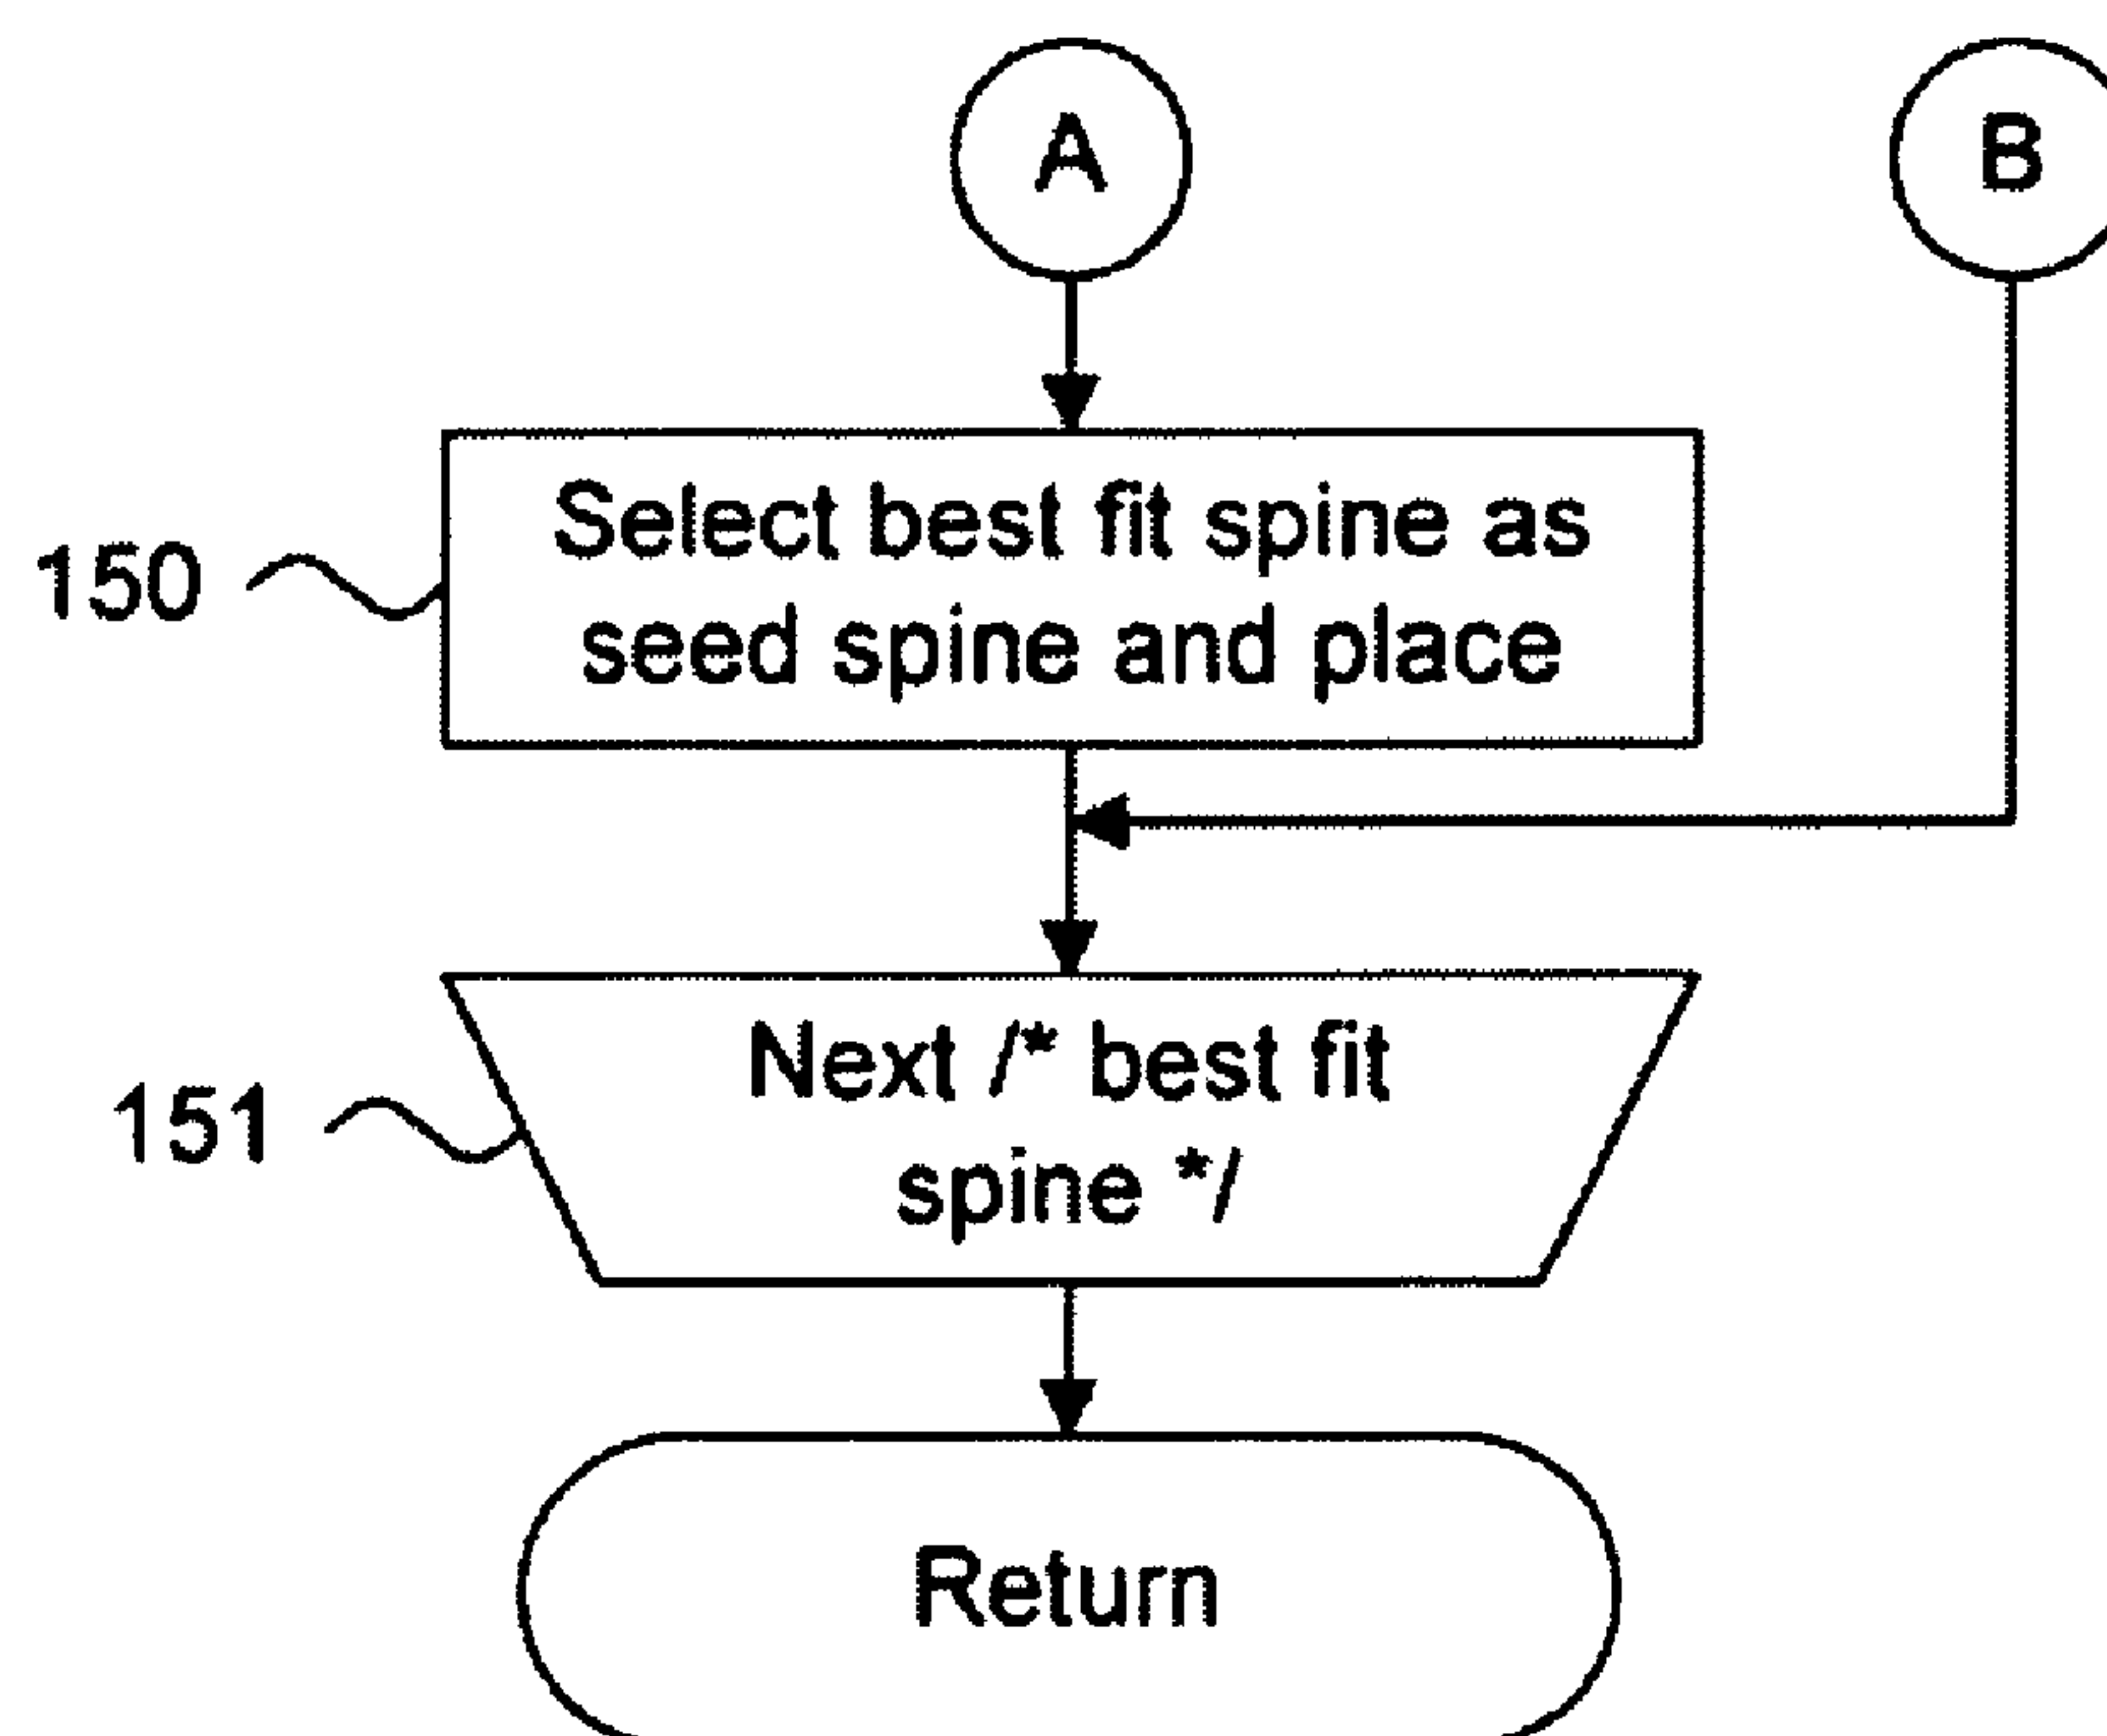 A
B
Select best fit spine as
seed spine and place
150
Next /* best fit
spine */
151
Return